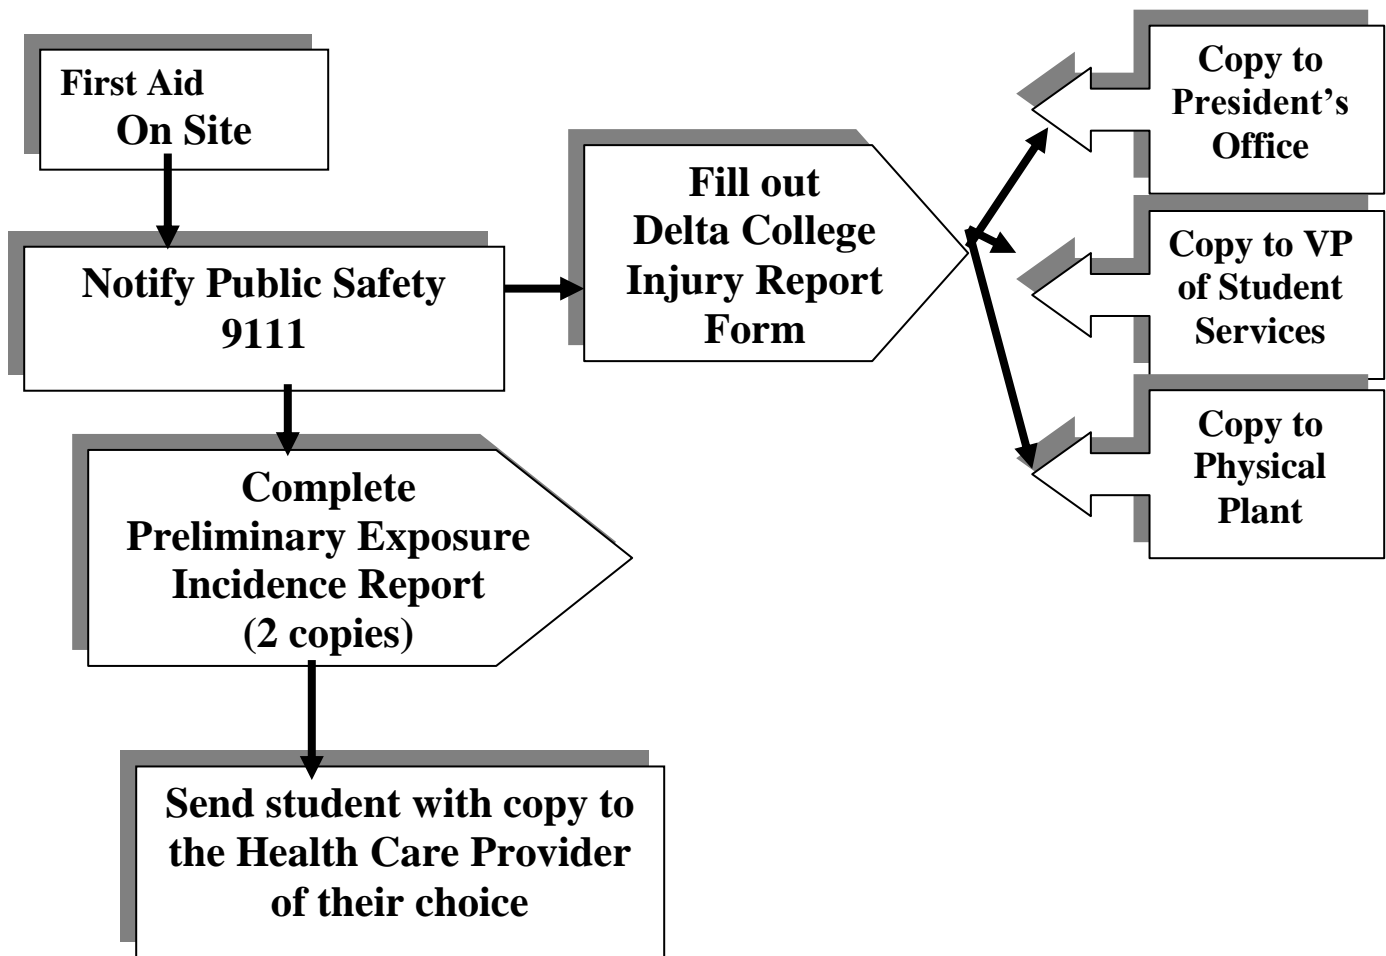 First Aid
On Site
Notify Public Safety
9111
Fill out
Delta College
Injury Report
Form
Copy to
President’s
Office
Copy to VP
of Student
Services
Copy to
Physical
Plant
Complete
Preliminary Exposure
Incidence Report
(2 copies)
Send student with copy to
the Health Care Provider
of their choice